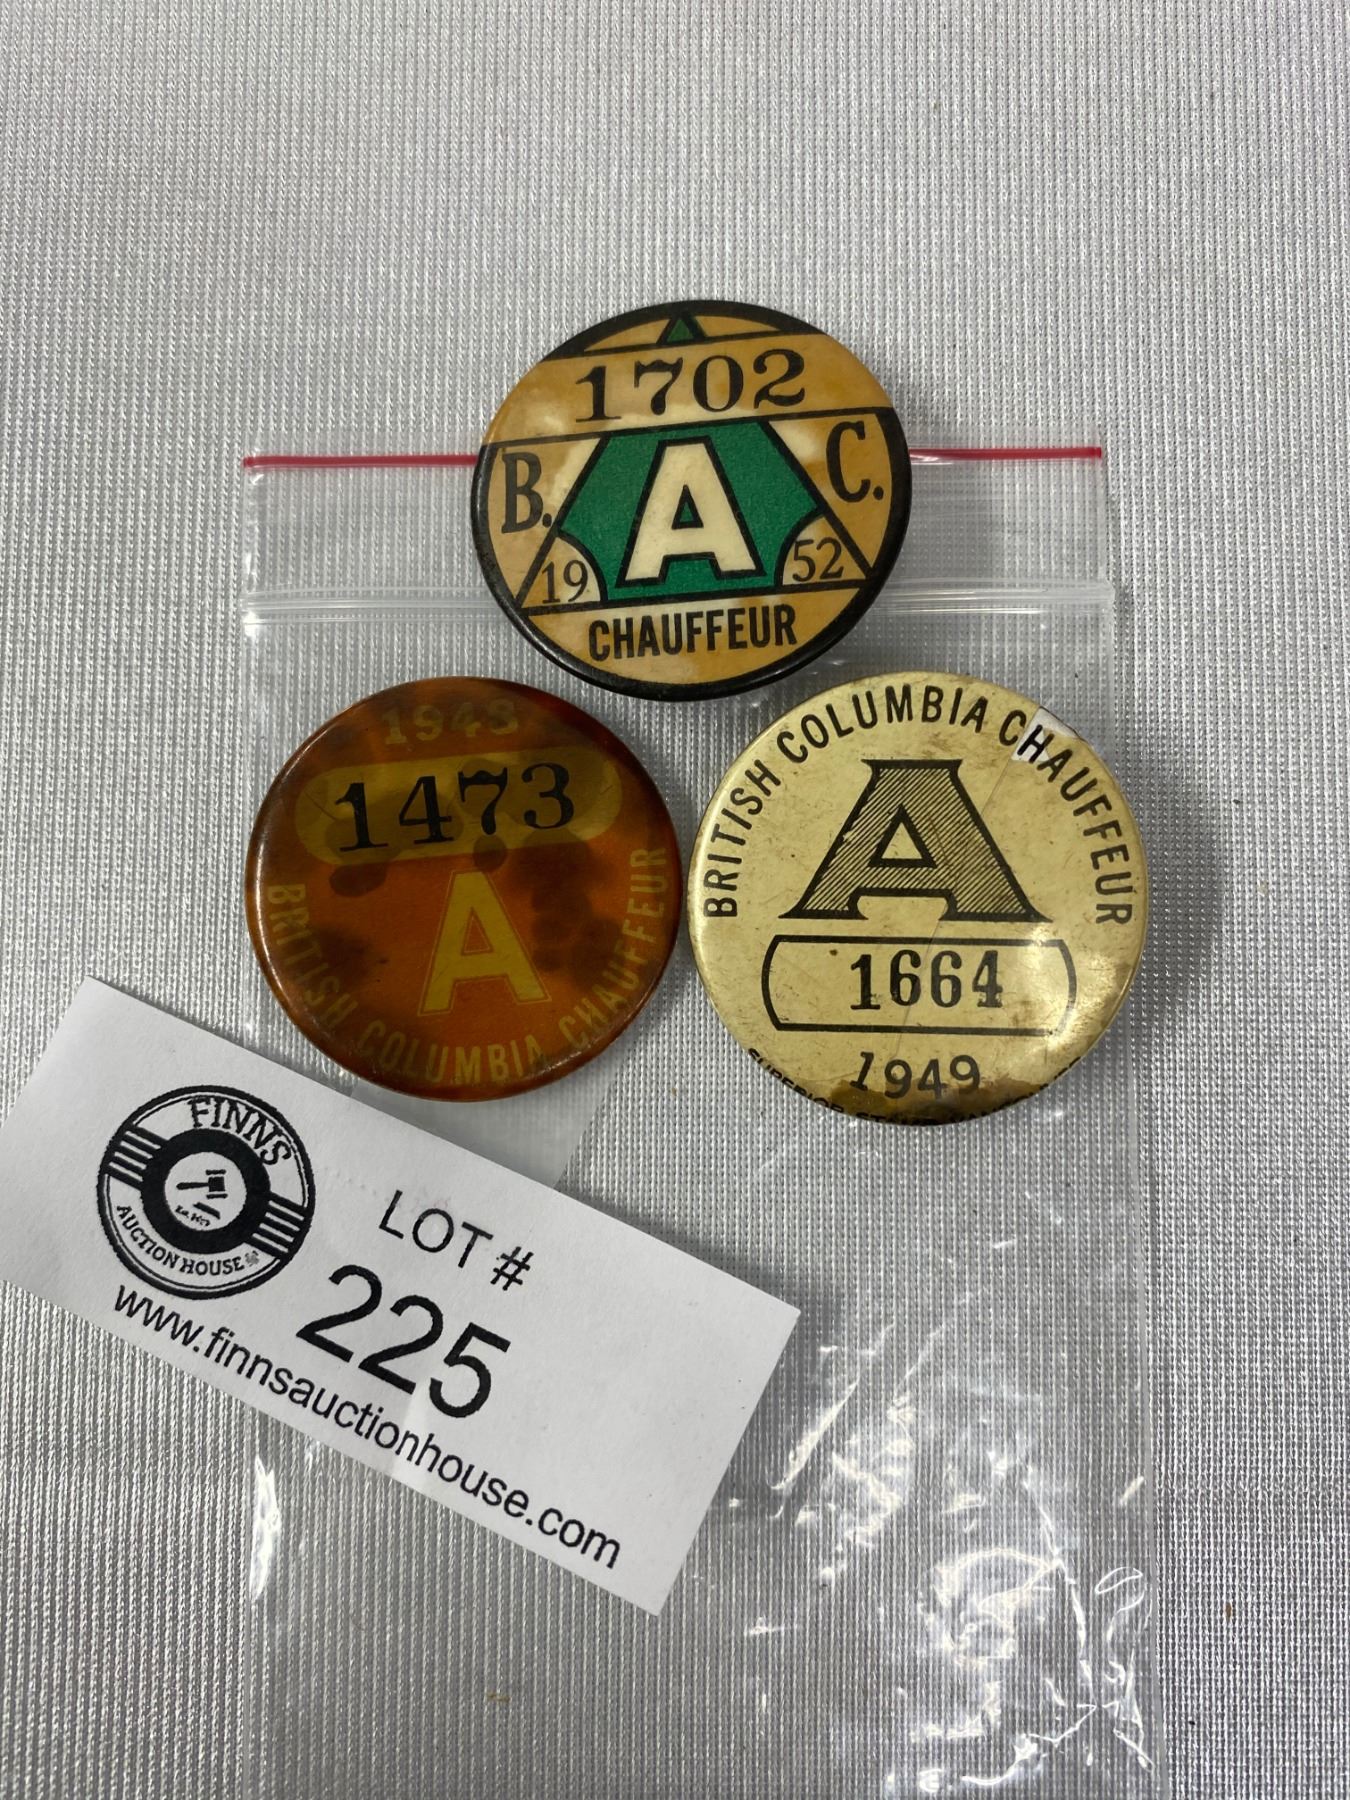 1702
B. A C.
19 52
CHAUFFEUR
1948
1473
A
BRITISH COLUMBIA CHAUFFEUR
BRITISH COLUMBIA CHAUFFEUR
A
1664
1949
SUPERIOR
FINNS
AUCTION HOUSE
LOT #
225
www.finnsauctionhouse.com